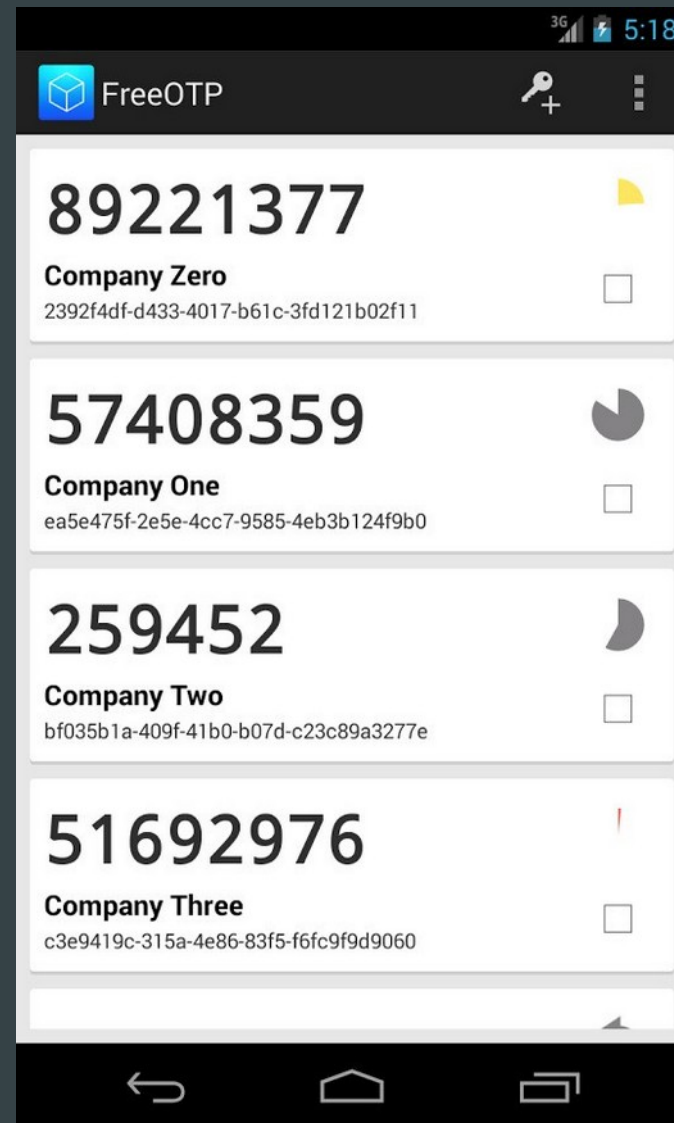 3G 5:18
FreeOTP
89221377
Company Zero
2392f4df-d433-4017-b61c-3fd121b02f11
57408359
Company One
ea5e475f-2e5e-4cc7-9585-4eb3b124f9b0
259452
Company Two
bf035b1a-409f-41b0-b07d-c23c89a3277e
51692976
Company Three
c3e9419c-315a-4e86-83f5-f6fc9f9d9060